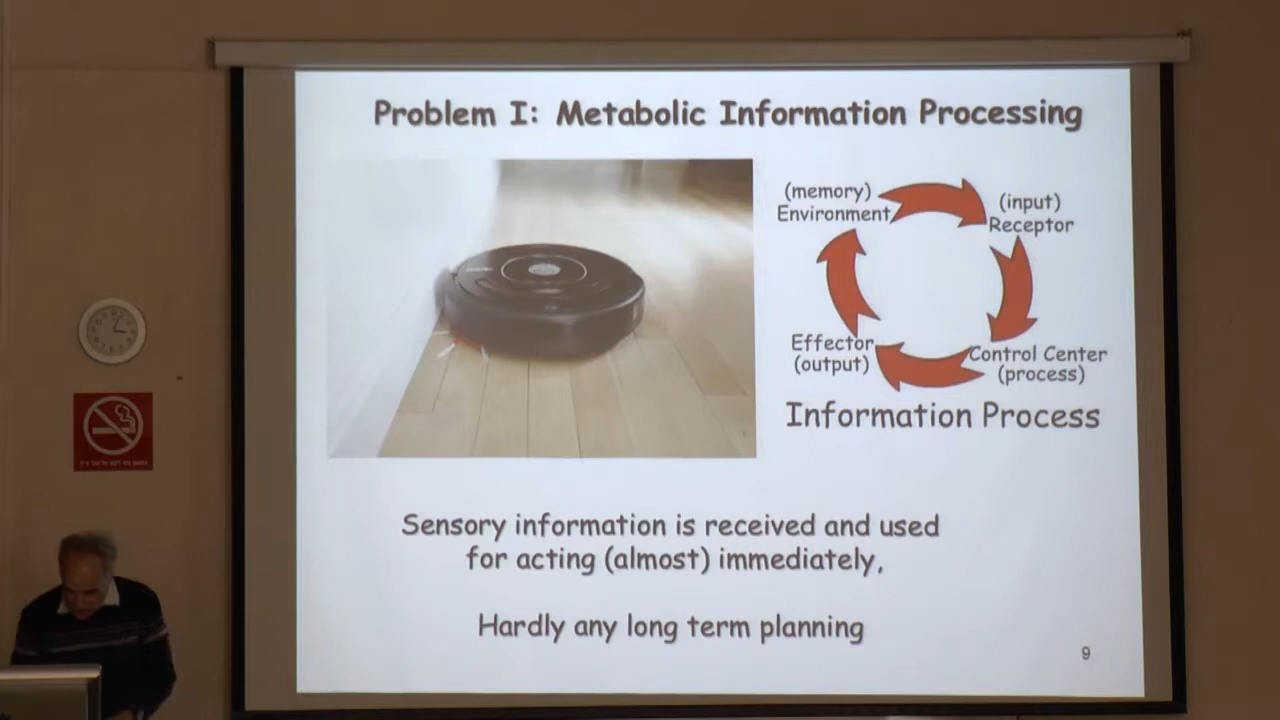 Problem I: Metabolic Information Processing
(memory)
Environment
(input)
Receptor
Effector
(output)
Control Center
(process)
Information Process
Sensory information is received and used
for acting (almost) immediately,
Hardly any long term planning
9